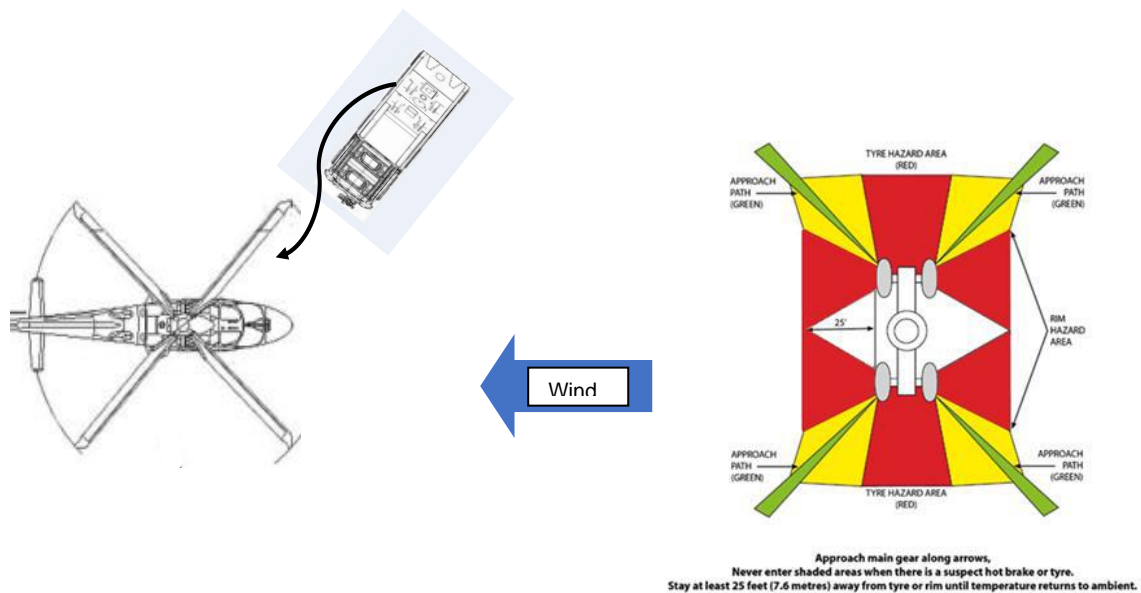 TYRE HAZARD AREA
(RED)
APPROACH
PATH
(GREEN)
APPROACH
PATH
(GREEN)
25'
RIM
HAZARD
AREA
Wind
APPROACH
PATH
(GREEN)
APPROACH
PATH
(GREEN)
TYRE HAZARD AREA
(RED)
Approach main gear along arrows,
Never enter shaded areas when there is a suspect hot brake or tyre.
Stay at least 25 feet (7.6 metres) away from tyre or rim until temperature returns to ambient.